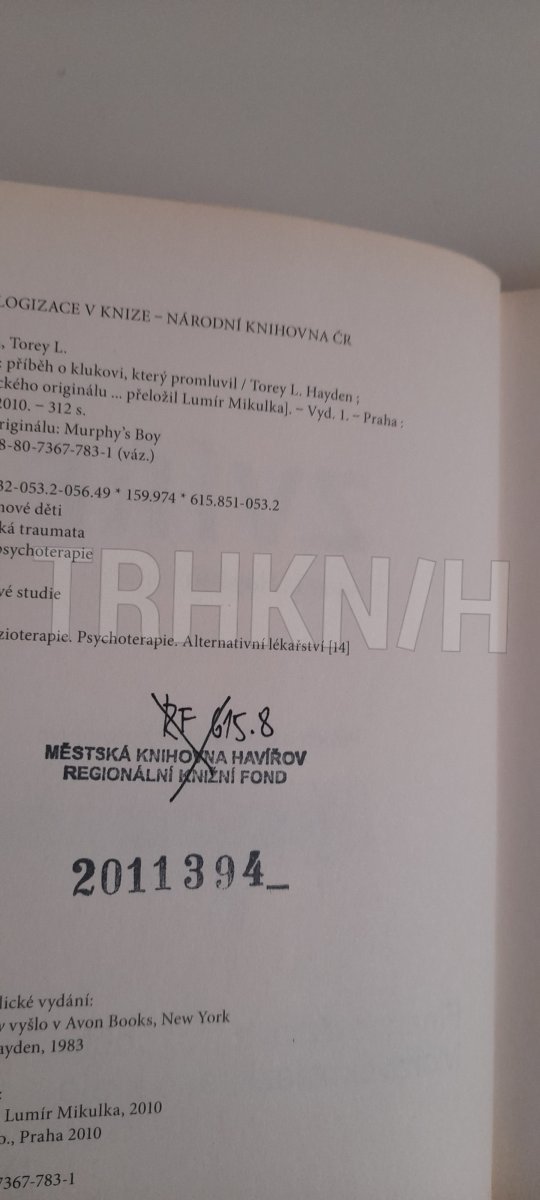 LOGIZACE V KNIZE – NÁRODNÍ KNIHOVNA ČR
, Torey L.
: příběh o klukovi, který promluvil / Torey L. Hayden ;
ckého originálu ... přeložil Lumír Mikulka]. – Vyd. 1. – Praha :
2010. – 312 s.
riginálu: Murphy's Boy
8-80-7367-783-1 (váz.)
32-053.2-056.49 * 159.974 * 615.851-053.2
nové děti
ká traumata
psychoterapie
TRHKN/H
vé studie
zioterapie. Psychoterapie. Alternativní lékařství [14]
RF 615.8
MĚSTSKÁ KNIHOVNA HAVÍŘOV
REGIONÁLNÍ KNIŽNÍ FOND
2011394_
lické vydání:
v vyšlo v Avon Books, New York
ayden, 1983
:
Lumír Mikulka, 2010
o., Praha 2010
7367-783-1